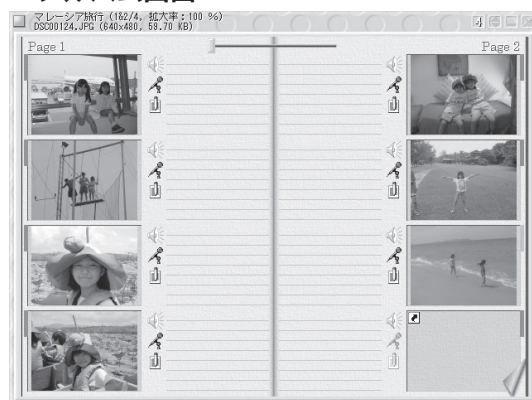 マレーシア旅行 (1&2/4, 拡大率：100 %)
DSC00124.JPG (640x480, 59.70 KB)
Page 1
Page 2